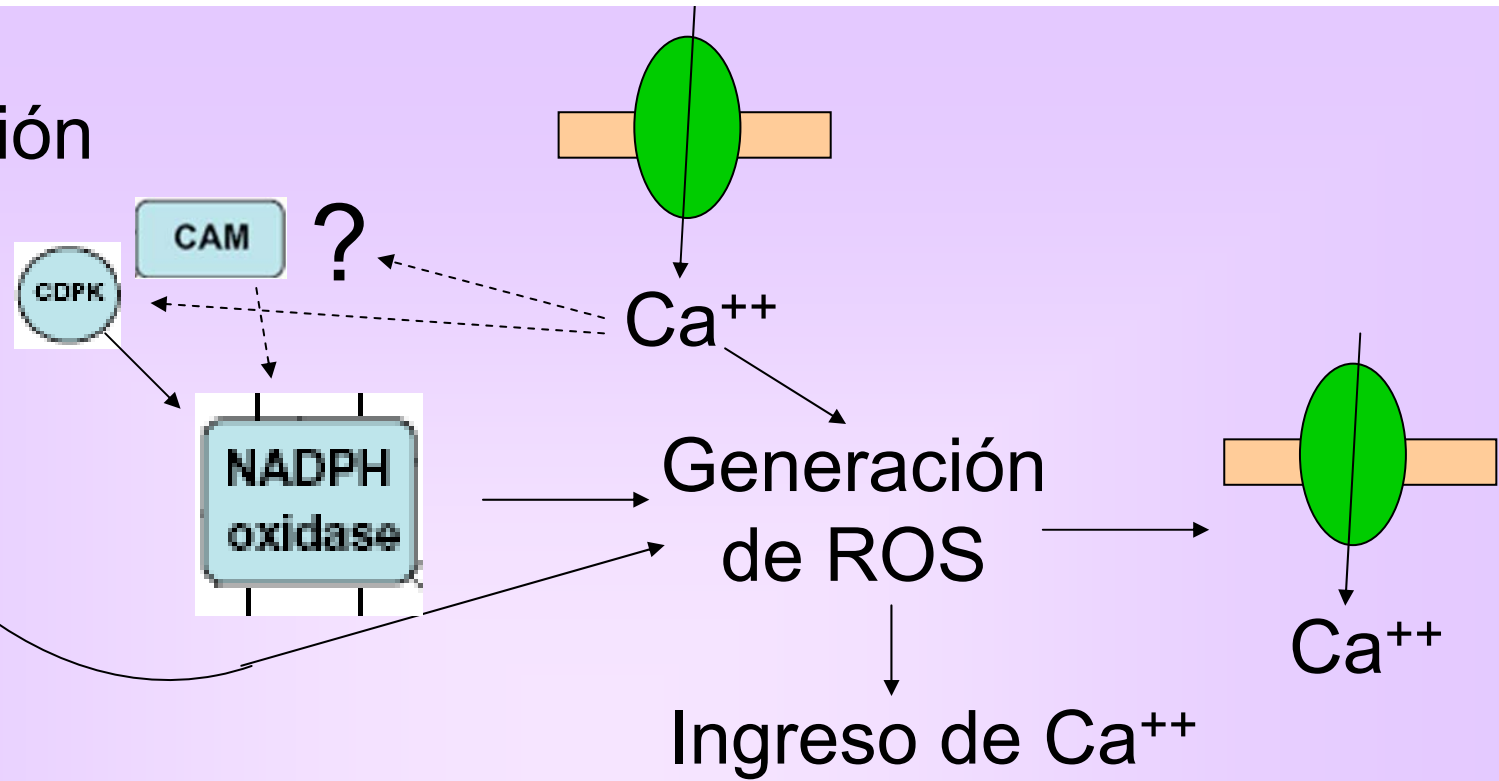 ión
CAM
?
CDPK
Ca⁺⁺
NADPH
oxidase
Generación
de ROS
Ca⁺⁺
Ingreso de Ca⁺⁺